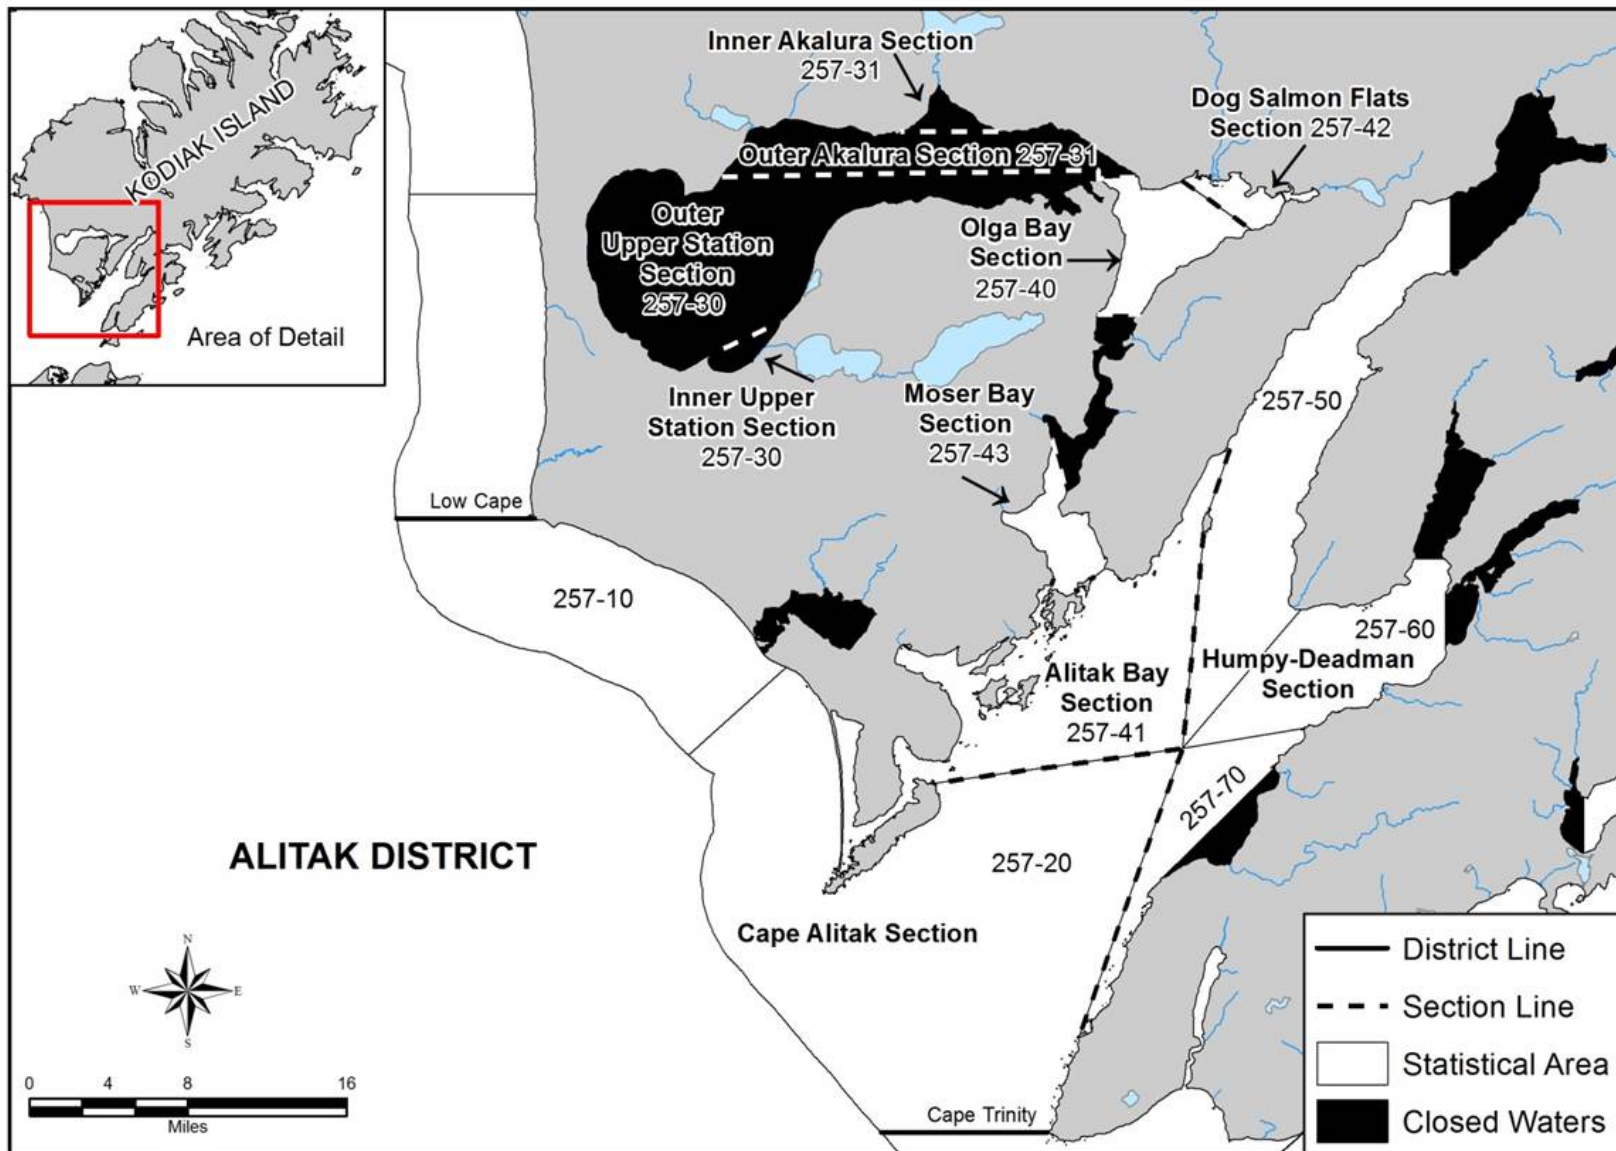 KODIAK ISLAND
Area of Detail
Inner Akalura Section
257-31
Dog Salmon Flats
Section 257-42
Outer Akalura Section 257-31
Outer
Upper Station
Section
257-30
Olga Bay
Section
257-40
Inner Upper
Station Section
257-30
Moser Bay
Section
257-43
257-50
Low Cape
257-10
257-60
Humpy-Deadman
Section
Alitak Bay
Section
257-41
257-70
ALITAK DISTRICT
257-20
Cape Alitak Section
N
W E
S
0 4 8 16
Miles
Cape Trinity
District Line
Section Line
Statistical Area
Closed Waters